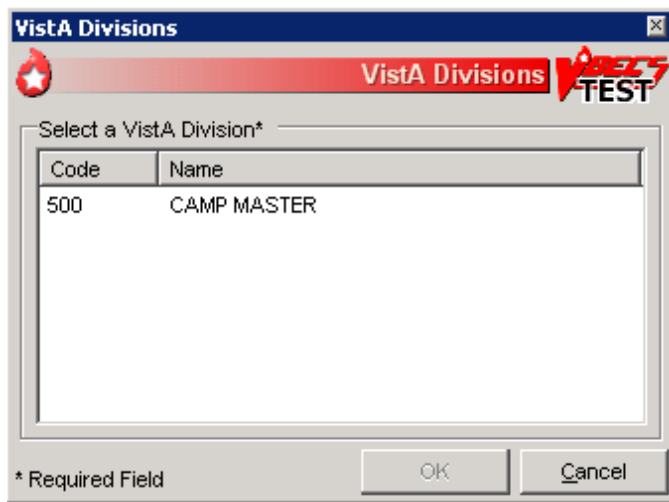 VistA Divisions
VistA Divisions VBECS TEST
Select a VistA Division*
Code Name
500 CAMP MASTER
* Required Field OK Cancel